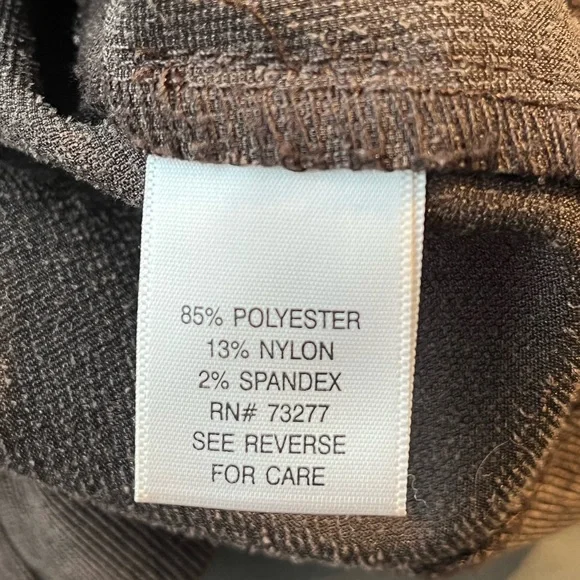 85% POLYESTER
13% NYLON
2% SPANDEX
RN# 73277
SEE REVERSE
FOR CARE